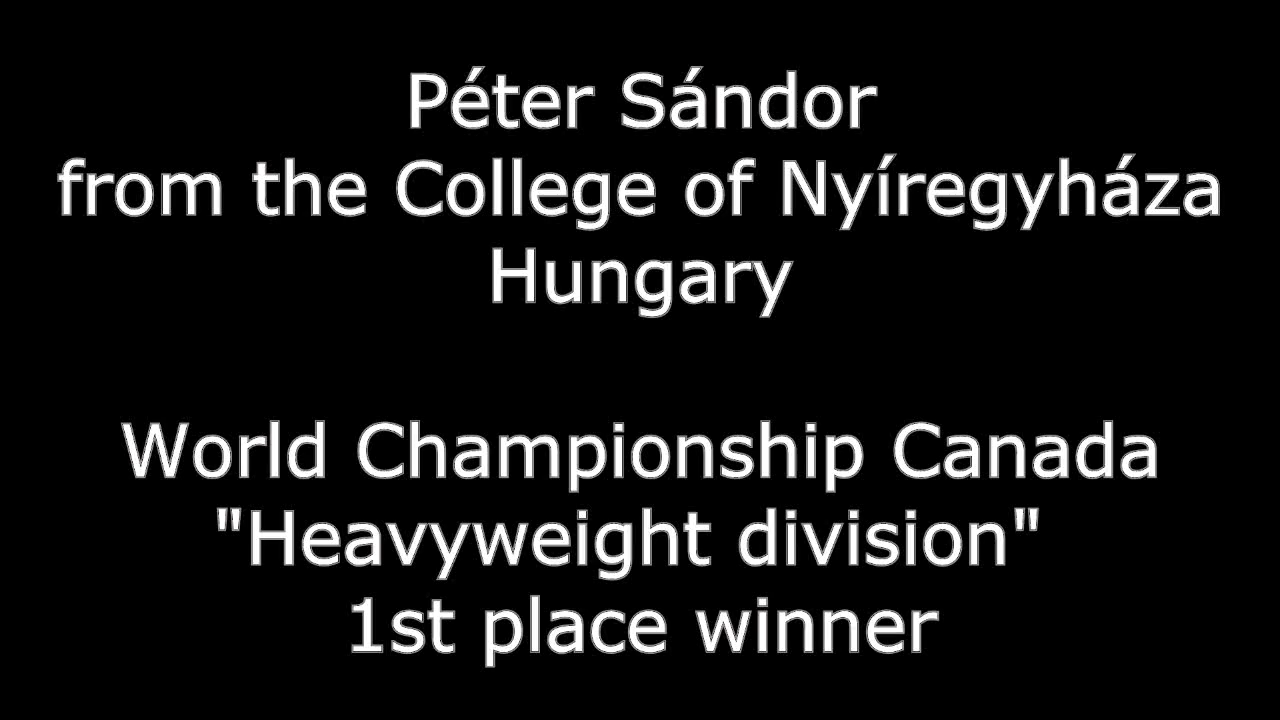 Péter Sándor
from the College of Nyíregyháza
Hungary
World Championship Canada
"Heavyweight division"
1st place winner